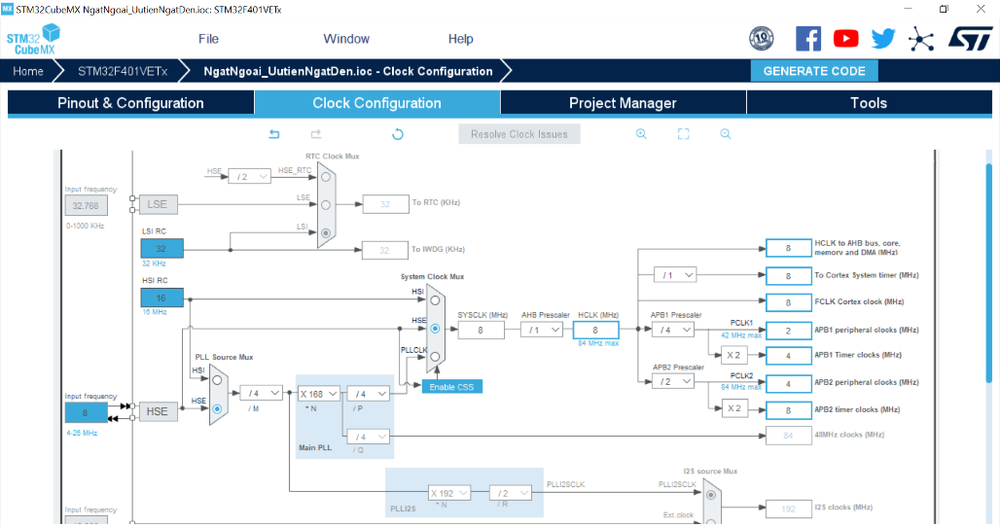 MX STM32CubeMX NgatNgoai_UutienNgatDen.ioc: STM32F401VETx
STM32
CubeMX
File
Window
Help
10
Home
STM32F401VETx
NgatNgoai_UutienNgatDen.ioc - Clock Configuration
GENERATE CODE
Pinout & Configuration
Clock Configuration
Project Manager
Tools
Resolve Clock Issues
RTC Clock Mux
HSE
/ 2
HSE_RTC
Input frequency
32.768
0-1000 KHz
LSE
LSE
32
To RTC (KHz)
LSI RC
32
32 KHz
LSI
32
To IWDG (KHz)
HSI RC
16
16 MHz
System Clock Mux
HSI
HSE
PLLCLK
Enable CSS
SYSCLK (MHz)
8
AHB Prescaler
/ 1
HCLK (MHz)
8
84 MHz max
8
HCLK to AHB bus, core,
memory and DMA (MHz)
/ 1
8
To Cortex System timer (MHz)
8
FCLK Cortex clock (MHz)
APB1 Prescaler
/ 4
PCLK1
42 MHz max
2
APB1 peripheral clocks (MHz)
X 2
4
APB1 Timer clocks (MHz)
APB2 Prescaler
/ 2
PCLK2
84 MHz max
4
APB2 peripheral clocks (MHz)
X 2
8
APB2 timer clocks (MHz)
84
48MHz clocks (MHz)
PLL Source Mux
HSI
HSE
Input frequency
8
4-26 MHz
HSE
/ 4
/ M
X 168
* N
/ 4
/ P
/ 4
/ Q
Main PLL
X 192
* N
/ 2
/ R
PLLI2S
PLLI2SCLK
I2S source Mux
PLLI2SCLK
Ext.clock
192
I2S clocks (MHz)
Input frequency